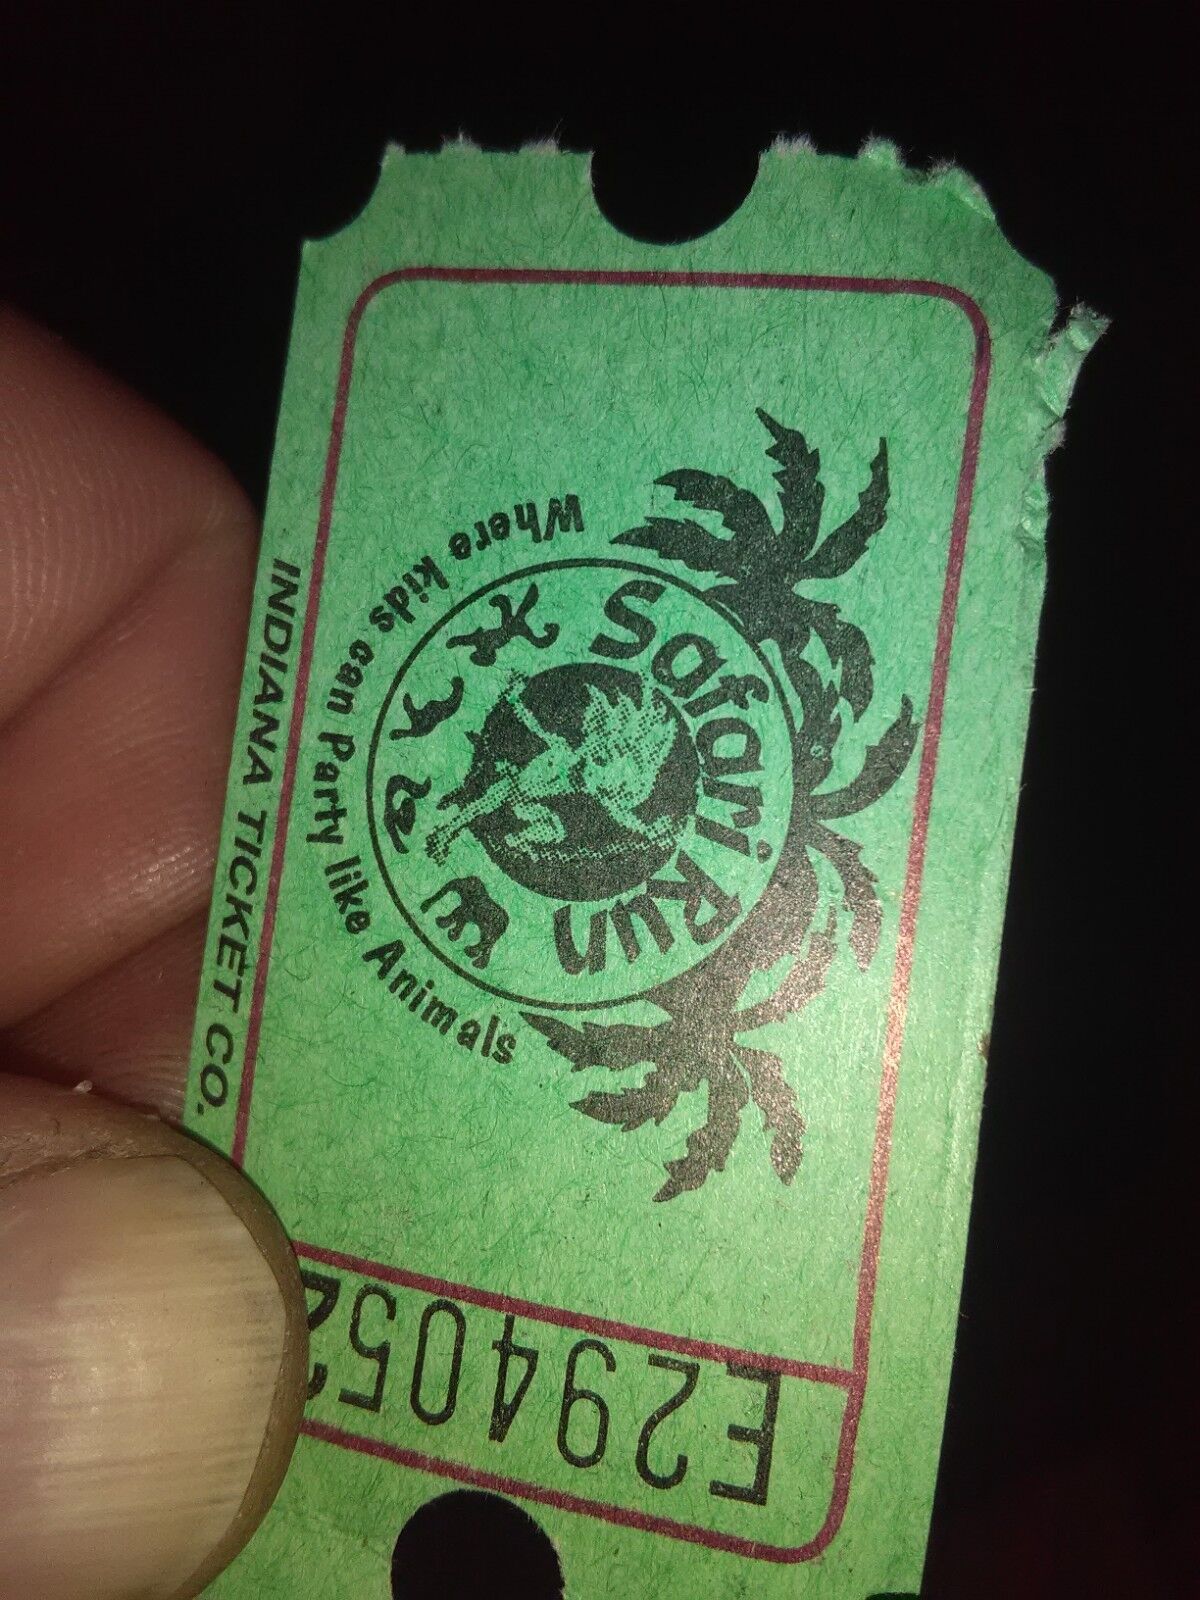 Safari Run
Where kids can Party like Animals
INDIANA TICKET CO.
E294052